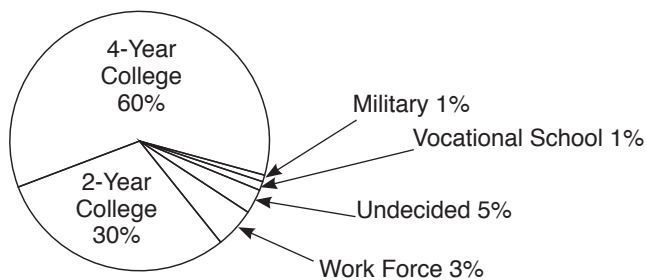 4-Year
College
60%
Military 1%
Vocational School 1%
2-Year
College
30%
Undecided 5%
Work Force 3%